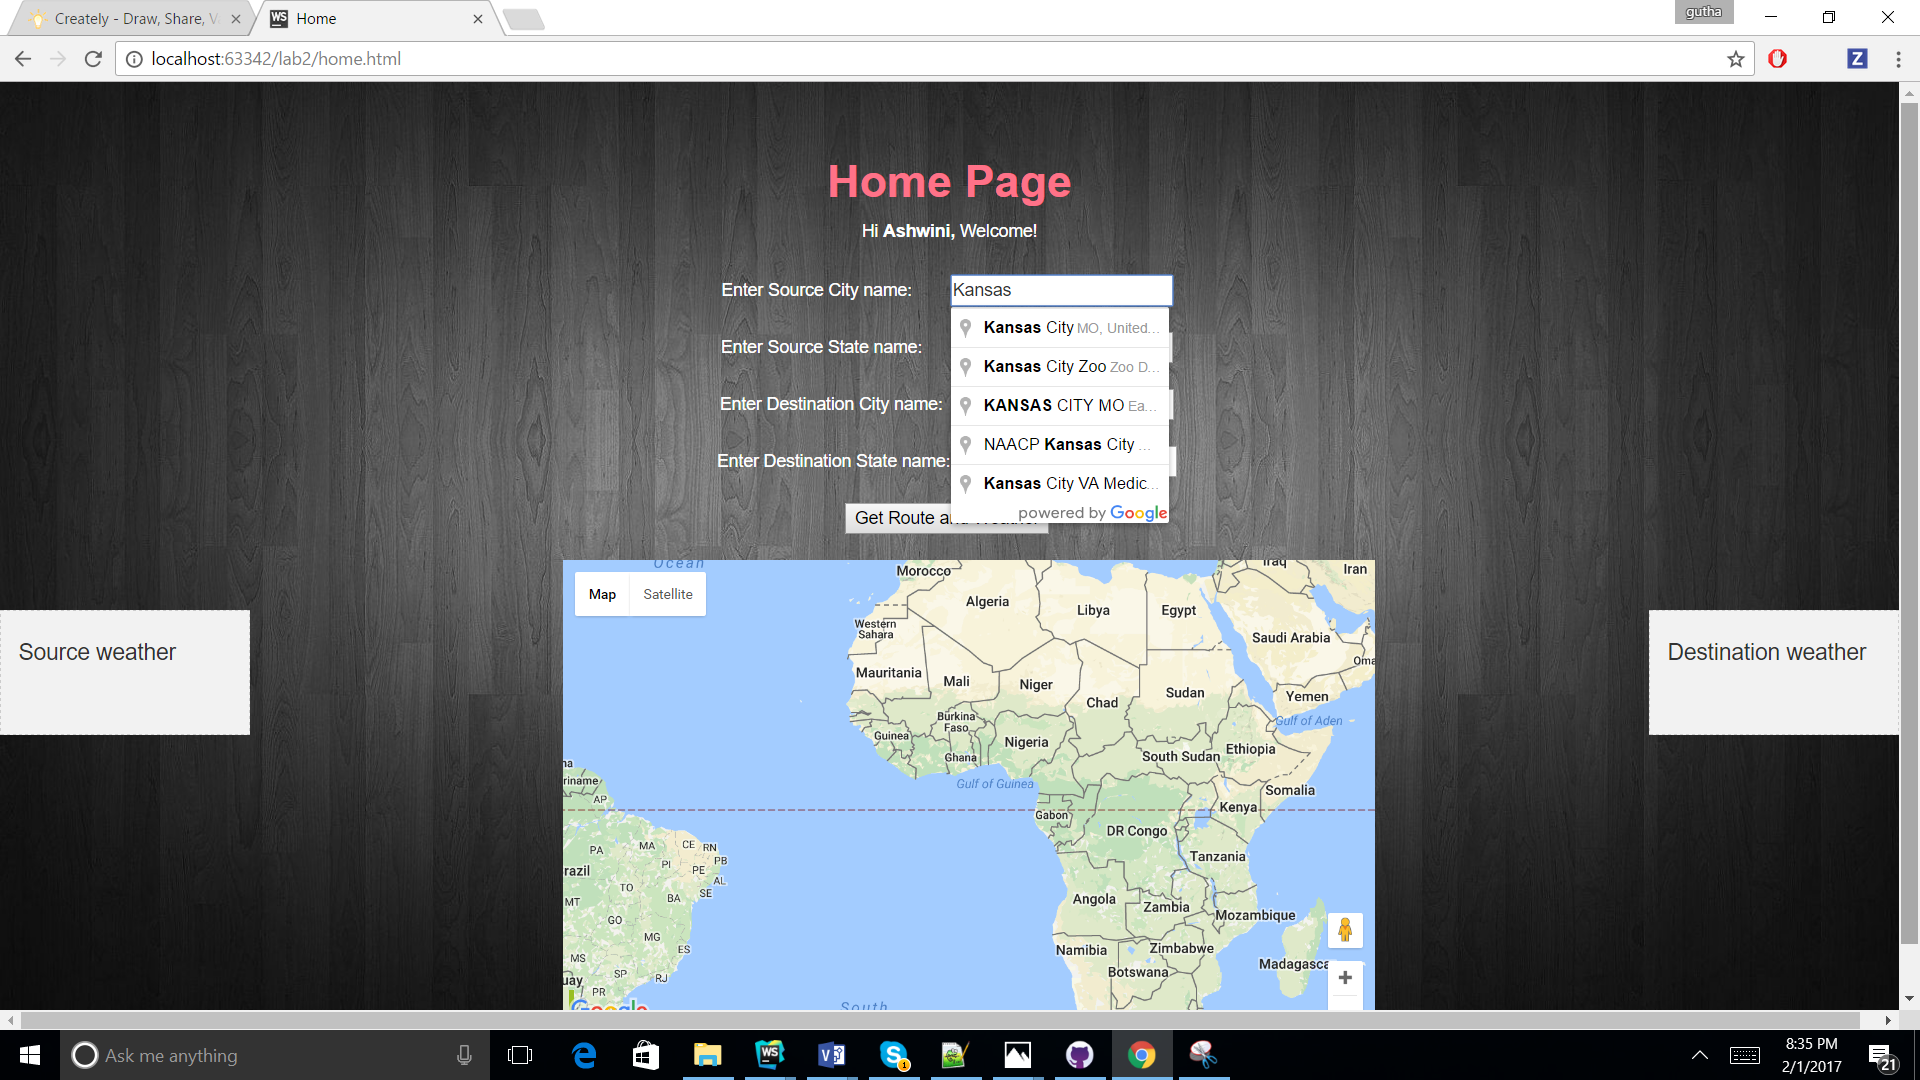 Creately - Draw, Share, V
Home
gutha
localhost:63342/lab2/home.html
Home Page
Hi Ashwini, Welcome!
Enter Source City name:
Kansas
Kansas City MO, United...
Kansas City Zoo Zoo D...
KANSAS CITY MO Ea...
NAACP Kansas City ...
Kansas City VA Medic...
powered by Google
Enter Source State name:
Enter Destination City name:
Enter Destination State name:
Get Route and Weather
Source weather
Destination weather
Map
Satellite
Ocean
Morocco
Iraq
Iran
Algeria
Libya
Egypt
Western
Sahara
Saudi Arabia
Oma
Mauritania
Mali
Niger
Chad
Sudan
Yemen
Gulf of Aden
Burkina
Faso
Guinea
Nigeria
Ghana
South Sudan
Ethiopia
na
riname
Gulf of Guinea
Somalia
AP
Gabon
Kenya
DR Congo
PA
MA
CE
RN
PB
PI
PE
AL
Tanzania
razil
TO
BA
SE
MT
GO
Angola
Zambia
Mozambique
MG
ES
MS
Namibia
Zimbabwe
Madagasca
SP
RJ
uay
PR
Botswana
Google
South
WS
Z
Ask me anything
WS
1
8:35 PM
2/1/2017
21